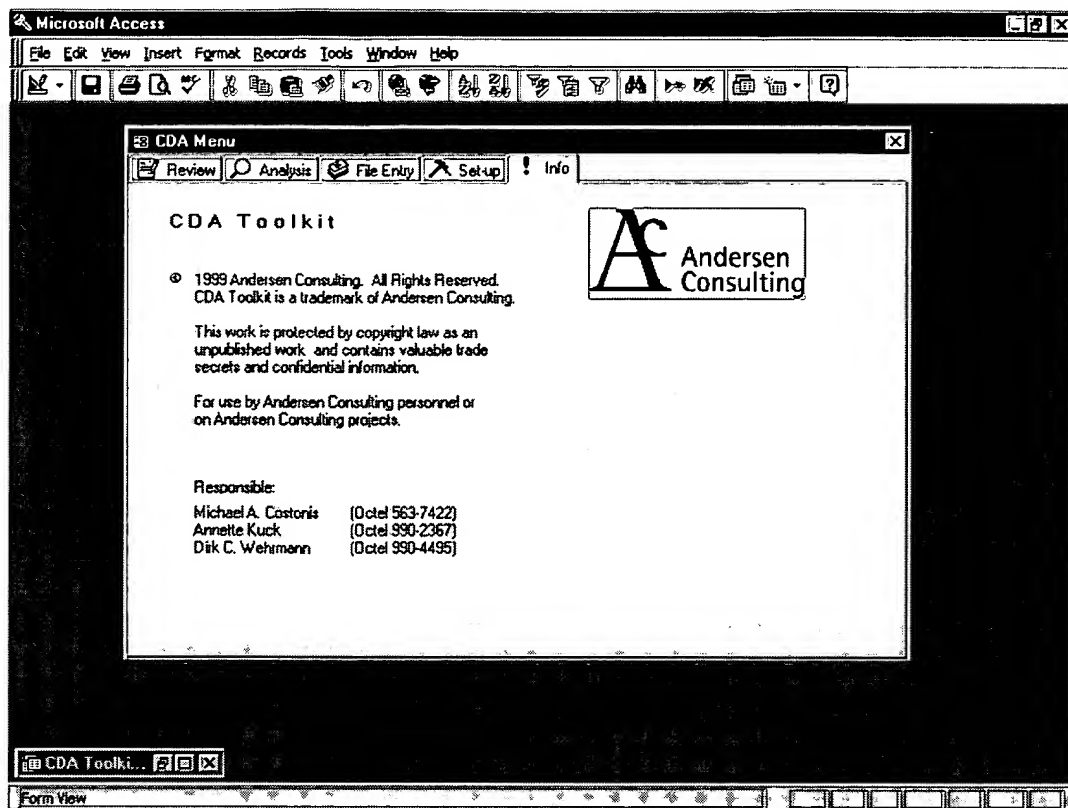 Microsoft Access
File Edit View Insert Format Records Tools Window Help
CDA Menu
Review Analysis File Entry Set-up ! Info
CDA Toolkit
Ac Andersen
Consulting
© 1999 Andersen Consulting. All Rights Reserved.
CDA Toolkit is a trademark of Andersen Consulting.
This work is protected by copyright law as an
unpublished work and contains valuable trade
secrets and confidential information.
For use by Andersen Consulting personnel or
on Andersen Consulting projects.
Responsible:
Michael A. Costonis (Octel 563-7422)
Annette Kuck (Octel 990-2367)
Dirk C. Wehrmann (Octel 990-4495)
CDA Toolki...
Form View